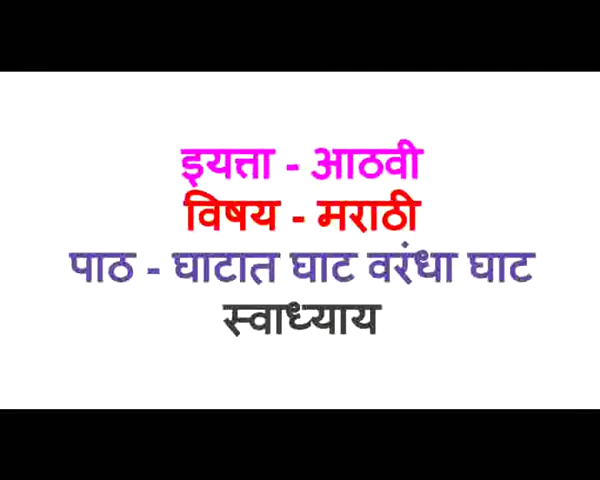 इयत्ता - आठवी
विषय - मराठी
पाठ - घाटात घाट वरंधा घाट
स्वाध्याय